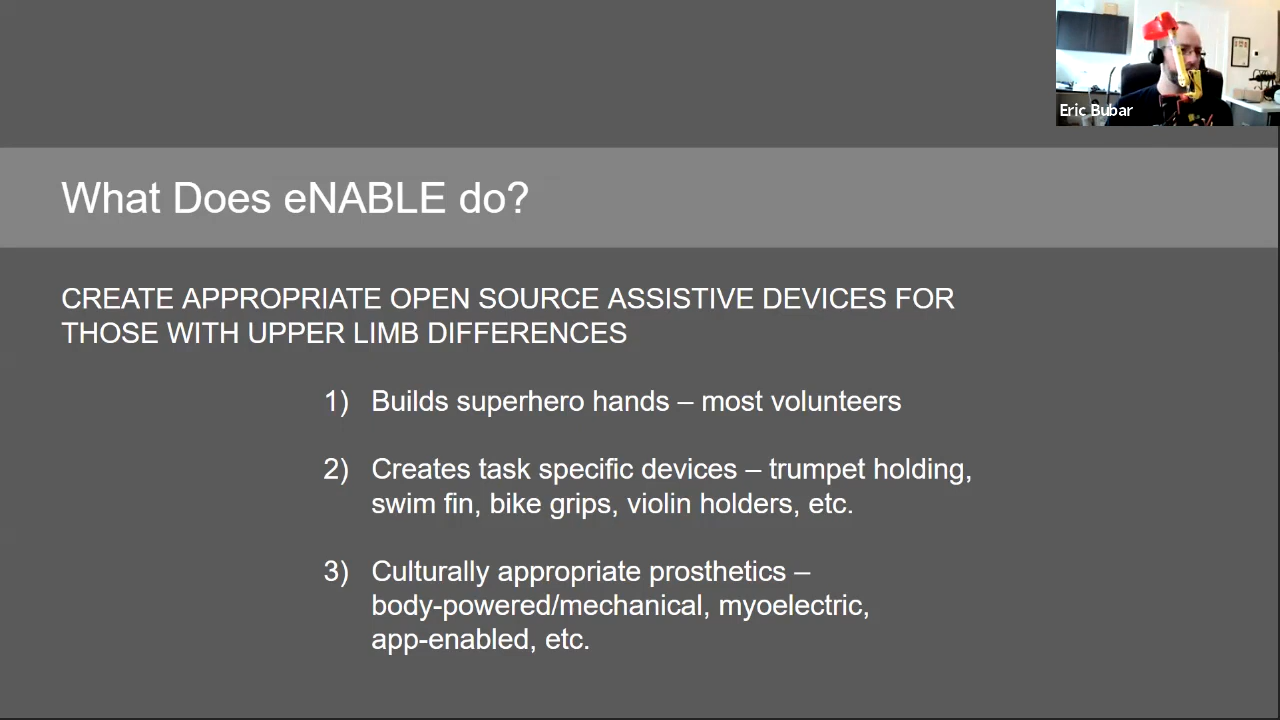 Eric Bubar
What Does eNABLE do?
CREATE APPROPRIATE OPEN SOURCE ASSISTIVE DEVICES FOR
THOSE WITH UPPER LIMB DIFFERENCES
1) Builds superhero hands – most volunteers
2) Creates task specific devices – trumpet holding,
swim fin, bike grips, violin holders, etc.
3) Culturally appropriate prosthetics –
body-powered/mechanical, myoelectric,
app-enabled, etc.